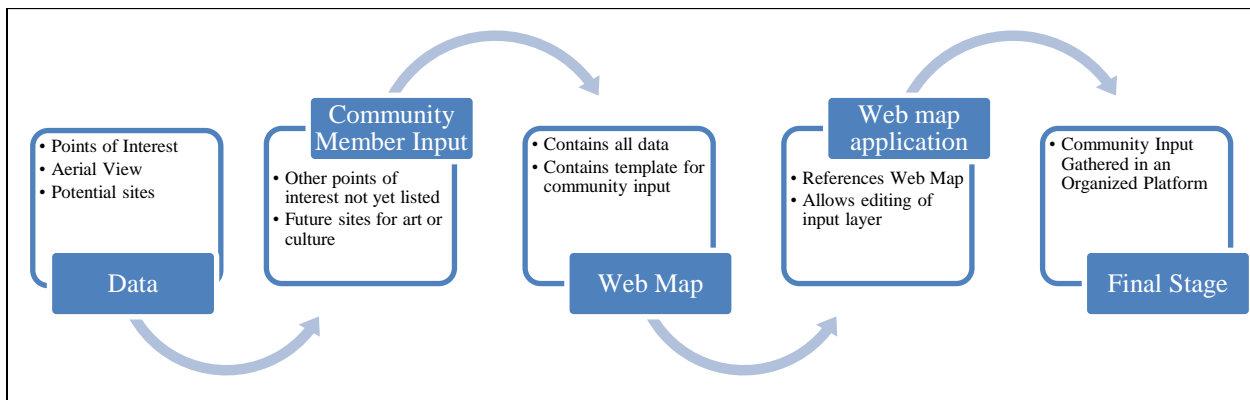 • Points of Interest
• Aerial View
• Potential sites
Data
Community
Member Input
• Other points of
interest not yet listed
• Future sites for art or
culture
• Contains all data
• Contains template for
community input
Web Map
Web map
application
• References Web Map
• Allows editing of
input layer
• Community Input
Gathered in an
Organized Platform
Final Stage